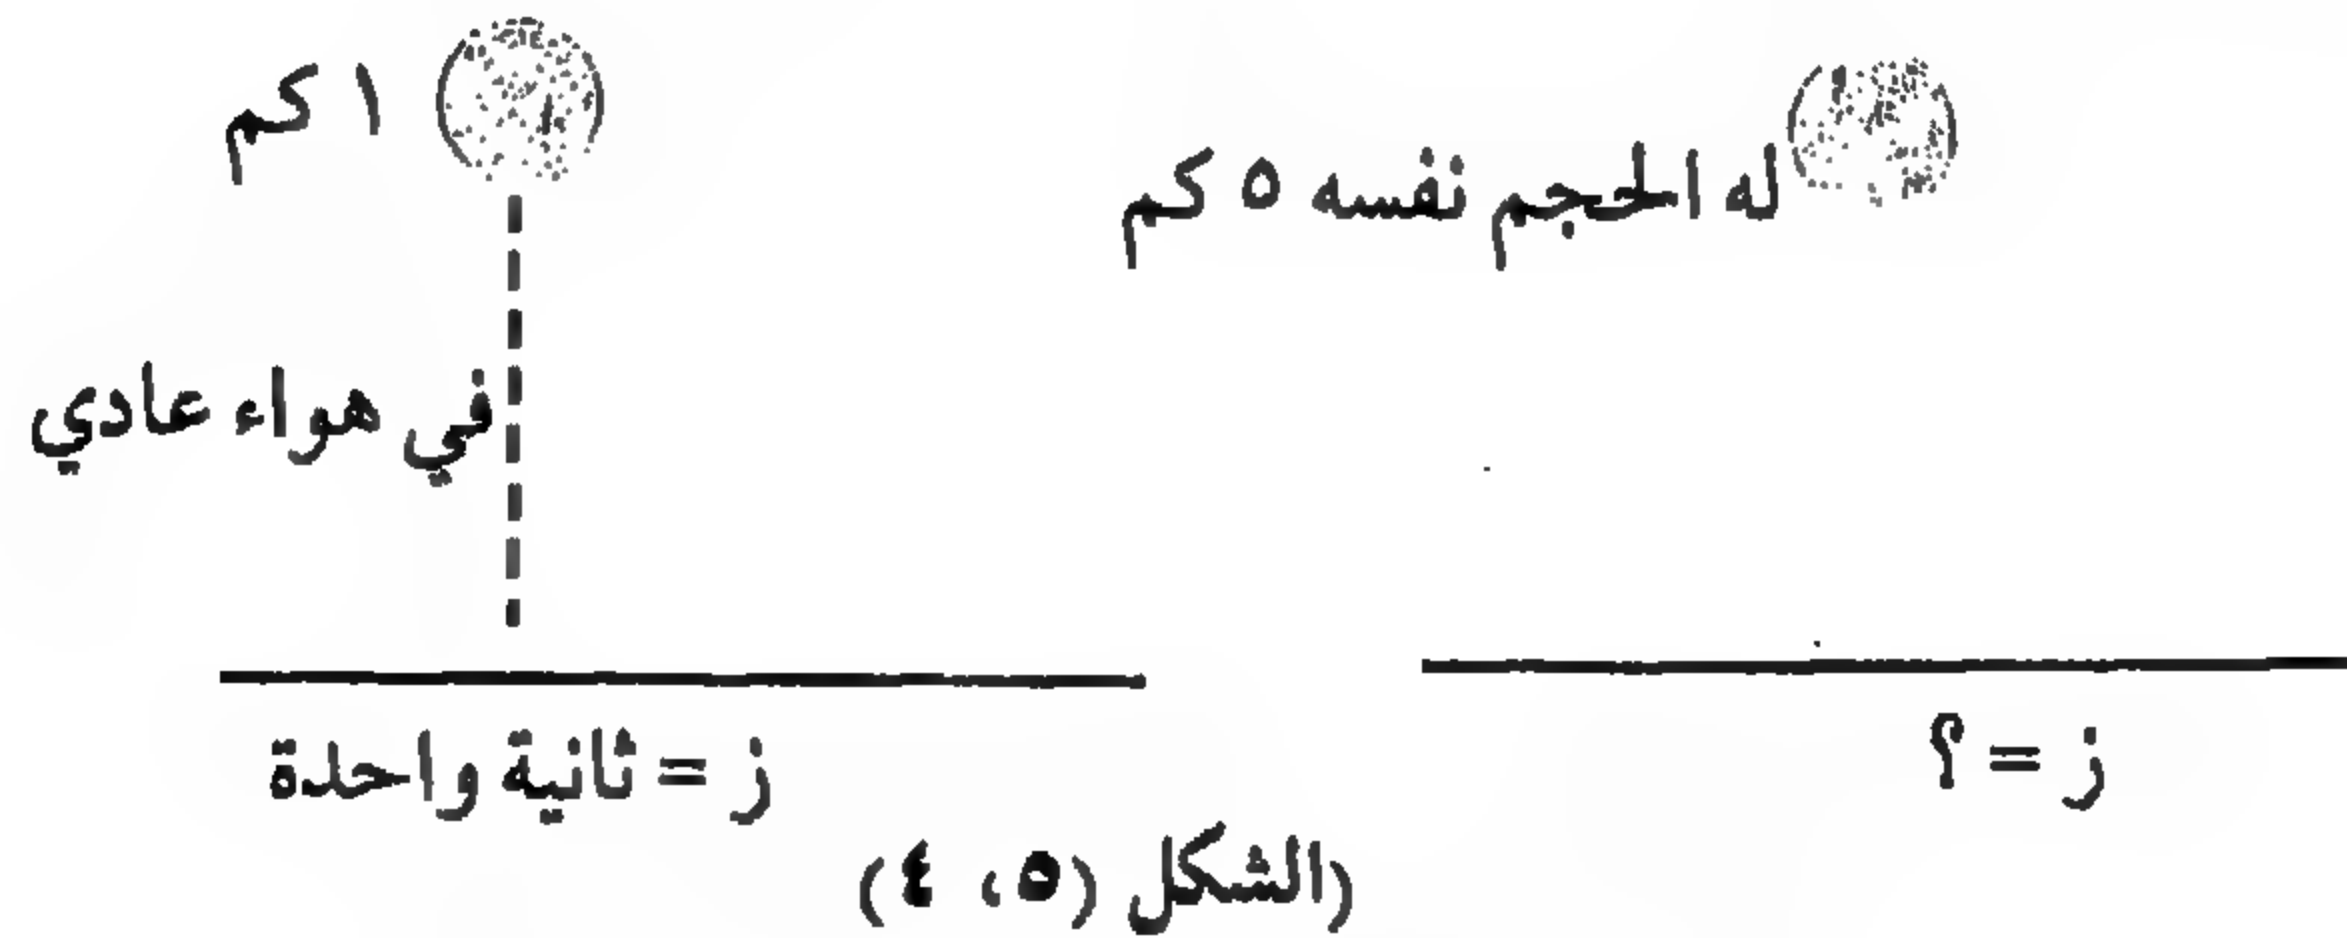 ١ كم
له الحجم نفسه ٥ كم
في هواء عادي
ز = ثانية واحدة
ز = ؟
(الشكل (٥، ٤)